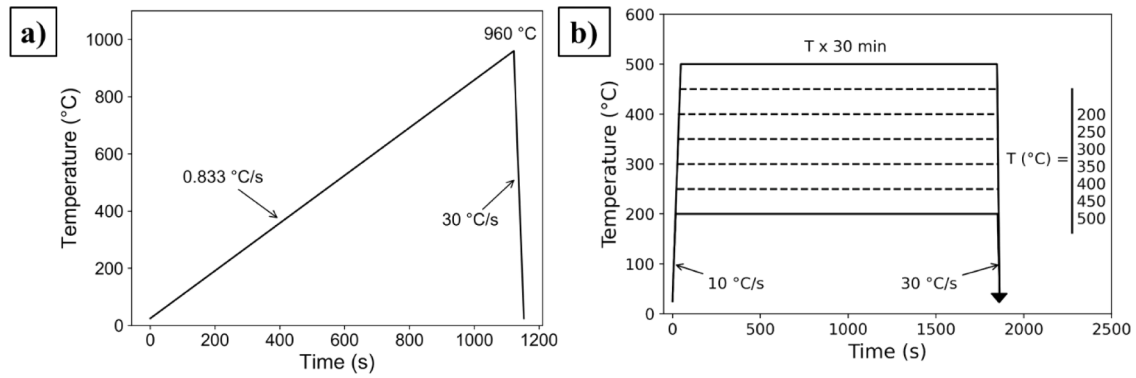 a)
960 °C
1000
800
600
400
200
0
Temperature (°C)
0.833 °C/s
30 °C/s
0 200 400 600 800 1000 1200
Time (s)
b)
600
500
400
300
200
100
0
Temperature (°C)
T x 30 min
T (°C) =
200
250
300
350
400
450
500
10 °C/s
30 °C/s
0 500 1000 1500 2000 2500
Time (s)